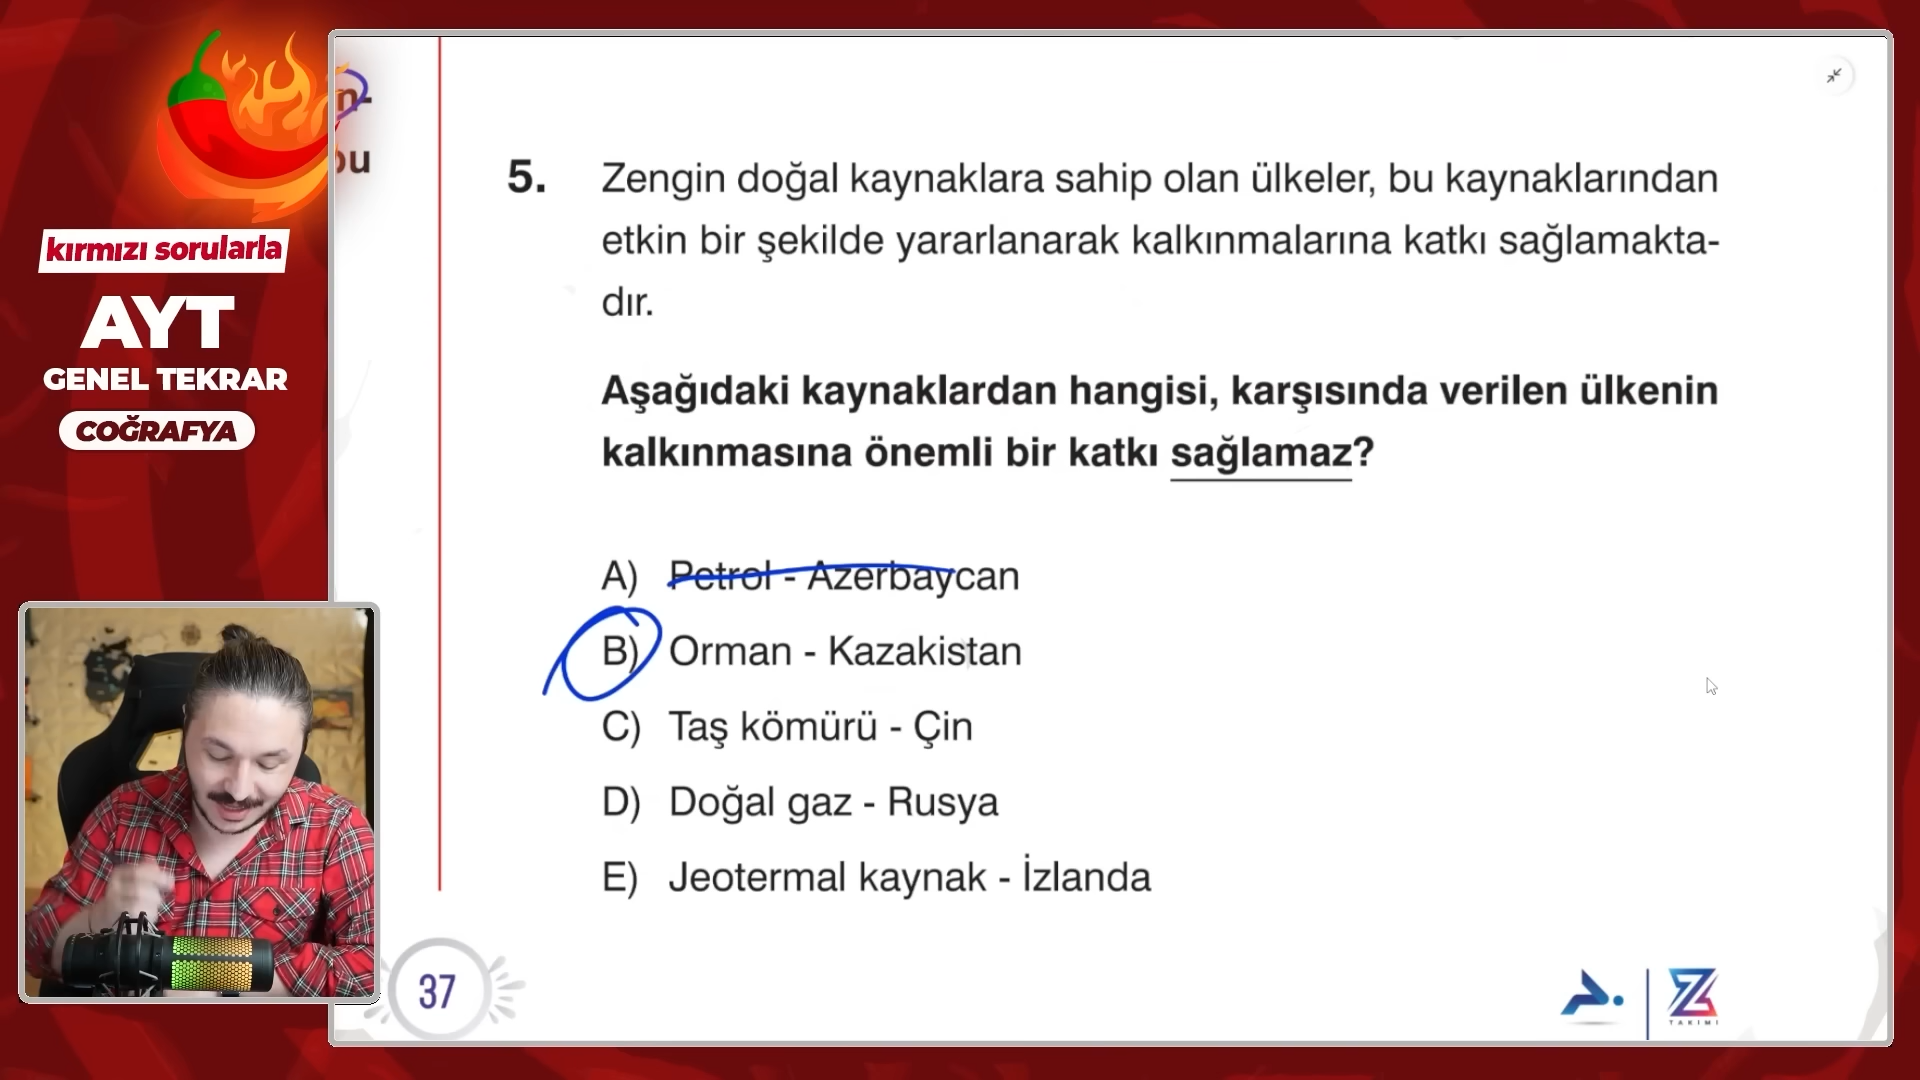 kırmızı sorularla
AYT
GENEL TEKRAR
COĞRAFYA
n-
bu
5. Zengin doğal kaynaklara sahip olan ülkeler, bu kaynaklarından
etkin bir şekilde yararlanarak kalkınmalarına katkı sağlamakta-
dır.
Aşağıdaki kaynaklardan hangisi, karşısında verilen ülkenin
kalkınmasına önemli bir katkı sağlamaz?
A) Petrol - Azerbaycan
B) Orman - Kazakistan
C) Taş kömürü - Çin
D) Doğal gaz - Rusya
E) Jeotermal kaynak - İzlanda
37
Z
TAKIMI